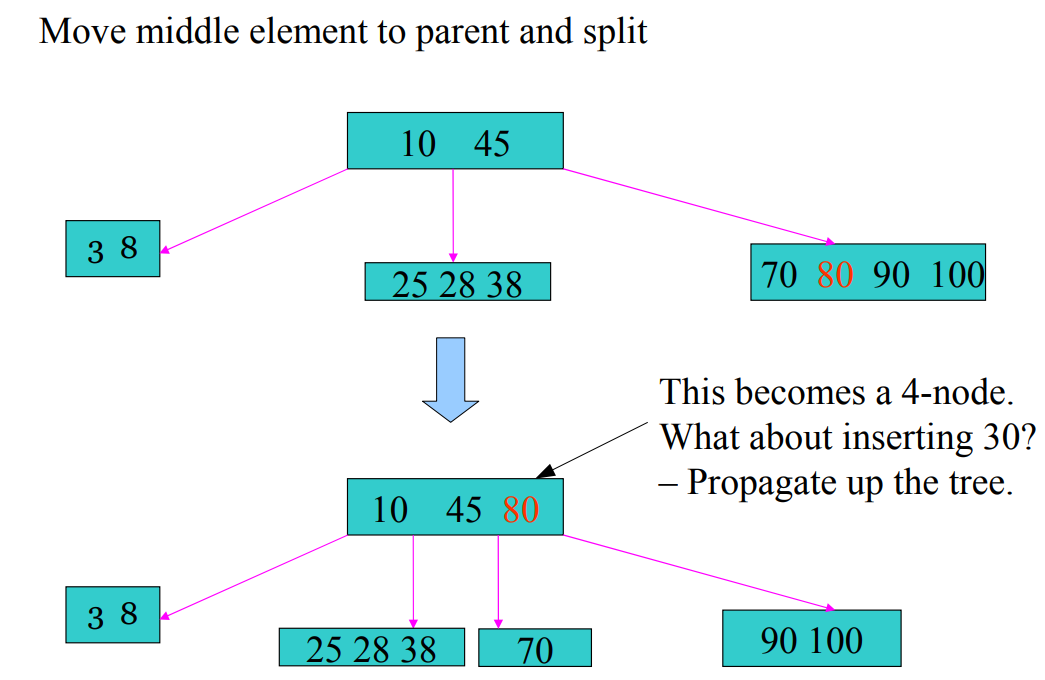 Move middle element to parent and split
10 45
3 8
25 28 38
70 80 90 100
This becomes a 4-node.
What about inserting 30?
– Propagate up the tree.
10 45 80
3 8
25 28 38
70
90 100